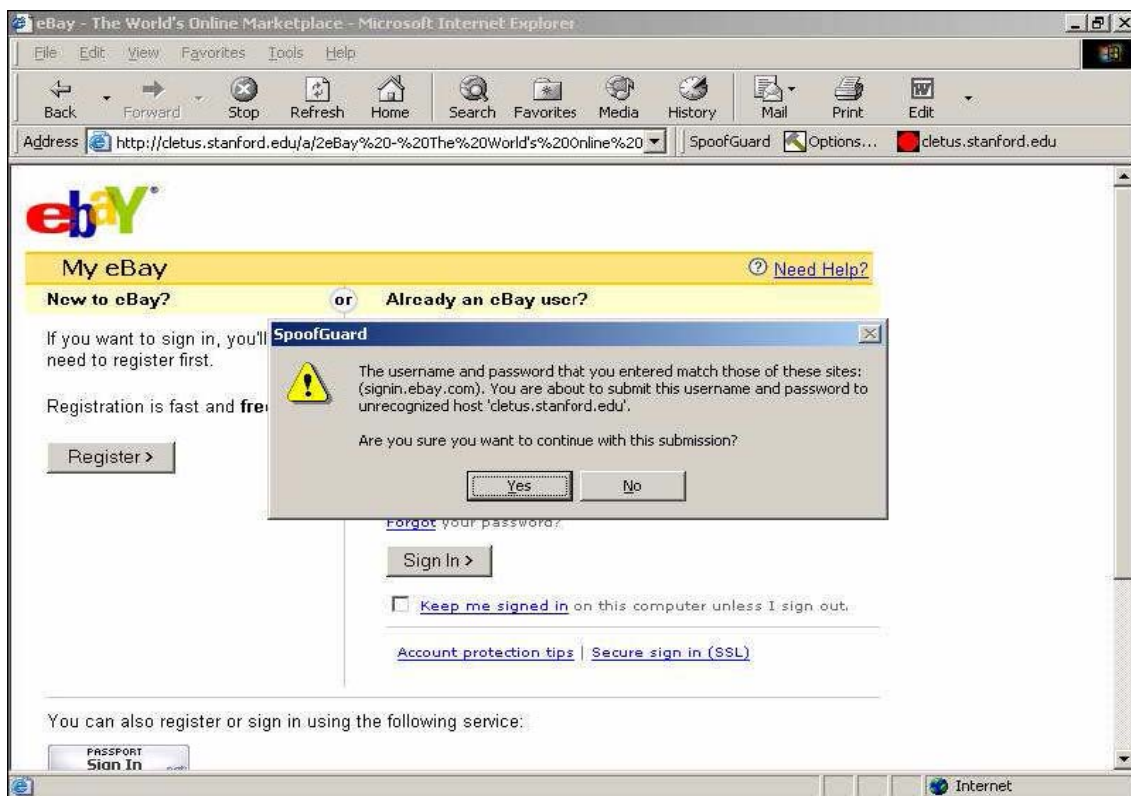 eBay - The World's Online Marketplace - Microsoft Internet Explorer
File Edit View Favorites Tools Help
Back Forward Stop Refresh Home Search Favorites Media History Mail Print Edit
Address http://cletus.stanford.edu/a/2eBay%20-%20The%20World's%20Online%20 SpoofGuard Options... cletus.stanford.edu
ebaY®
My eBay Need Help?
New to eBay? or Already an eBay user?
If you want to sign in, you'll
need to register first.
Registration is fast and fre
Register >
SpoofGuard
The username and password that you entered match those of these sites:
(signin.ebay.com). You are about to submit this username and password to
unrecognized host 'cletus.stanford.edu'.
Are you sure you want to continue with this submission?
Yes No
Forgot your password?
Sign In >
Keep me signed in on this computer unless I sign out.
Account protection tips | Secure sign in (SSL)
You can also register or sign in using the following service:
PASSPORT
Sign In
Internet